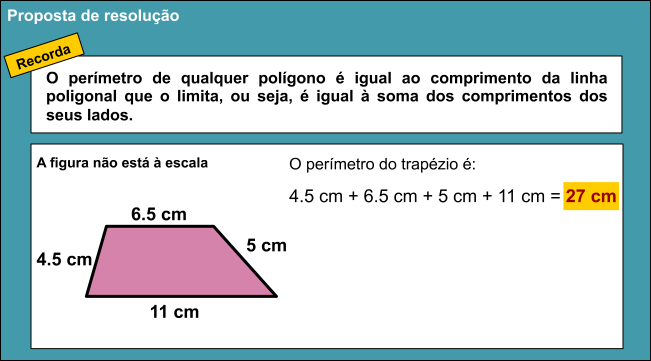 Proposta de resolução
Recorda
O perímetro de qualquer polígono é igual ao comprimento da linha
poligonal que o limita, ou seja, é igual à soma dos comprimentos dos
seus lados.
A figura não está à escala
O perímetro do trapézio é:
4.5 cm + 6.5 cm + 5 cm + 11 cm = 27 cm
6.5 cm
4.5 cm
5 cm
11 cm